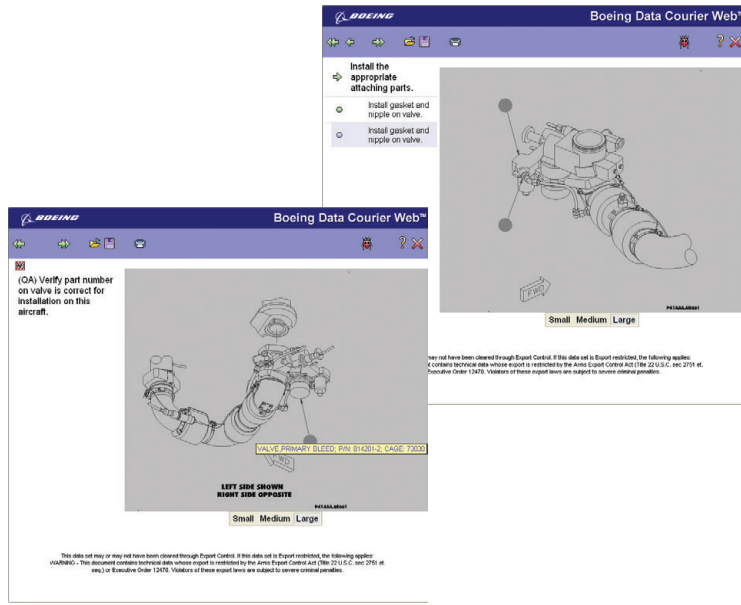 BOEING
Boeing Data Courier Web™
Install the
appropriate
attaching parts.
Install gasket and
nipple on valve.
Install gasket and
nipple on valve.
FWD
Small Medium Large
may not have been cleared through Export Control. If this data set is Export restricted, the following applies:
contains technical data whose export is restricted by the Arms Export Control Act (Title 22 U.S.C. sec 2751 et.
Executive Order 12470. Violators of these export laws are subject to severe criminal penalties.
BOEING
Boeing Data Courier Web™
(QA) Verify part number
on valve is correct for
installation on this
aircraft.
VALVE,PRIMARY BLEED; P/N: 814201-2; CAGE: 73030
FWD
LEFT SIDE SHOWN
RIGHT SIDE OPPOSITE
Small Medium Large
This data set may or may not have been cleared through Export Control. If this data set is Export restricted, the following applies:
WARNING - This document contains technical data whose export is restricted by the Arms Export Control Act (Title 22 U.S.C. sec 2751 et.
seq.) or Executive Order 12470. Violators of these export laws are subject to severe criminal penalties.